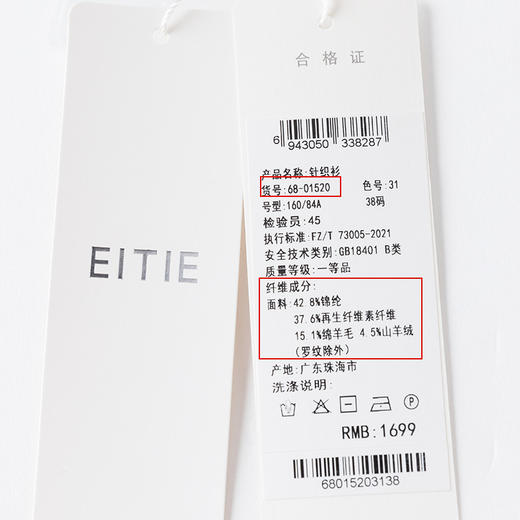 EITIE
合格证
6 943050 338287
产品名称:针织衫
货号:68-01520 色号:31
号型:160/84A 38码
检验员:45
执行标准:FZ/T 73005-2021
安全技术类别:GB18401 B类
质量等级:一等品
纤维成分:
面料:42.8%锦纶
37.6%再生纤维素纤维
15.1%绵羊毛 4.5%山羊绒
(罗纹除外)
产地:广东珠海市
洗涤说明:
P
RMB:1699
68015203138